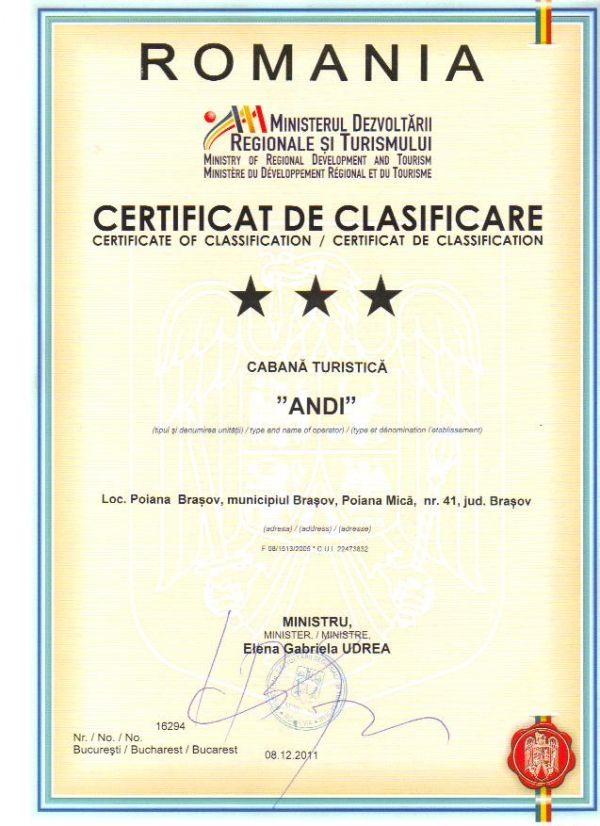 ROMANIA
MINISTERUL DEZVOLTĂRII
REGIONALE ȘI TURISMULUI
MINISTRY OF REGIONAL DEVELOPMENT AND TOURISM
MINISTÈRE DU DÉVELOPPEMENT RÉGIONAL ET DU TOURISME
CERTIFICAT DE CLASIFICARE
CERTIFICATE OF CLASSIFICATION / CERTIFICAT DE CLASSIFICATION
CABANĂ TURISTICĂ
”ANDI”
(tipul și denumirea unității) / type and name of operator) / (type et dénomination l'etablissement)
Loc. Poiana Brașov, municipiul Brașov, Poiana Mică, nr. 41, jud. Brașov
(adresa) / (address) / (adresse)
F 08/1513/2006 * C U I 22473832
MINISTRU,
MINISTER, / MINISTRE,
Elena Gabriela UDREA
16294
Nr. / No. / No.
București / Bucharest / Bucarest
08.12.2011